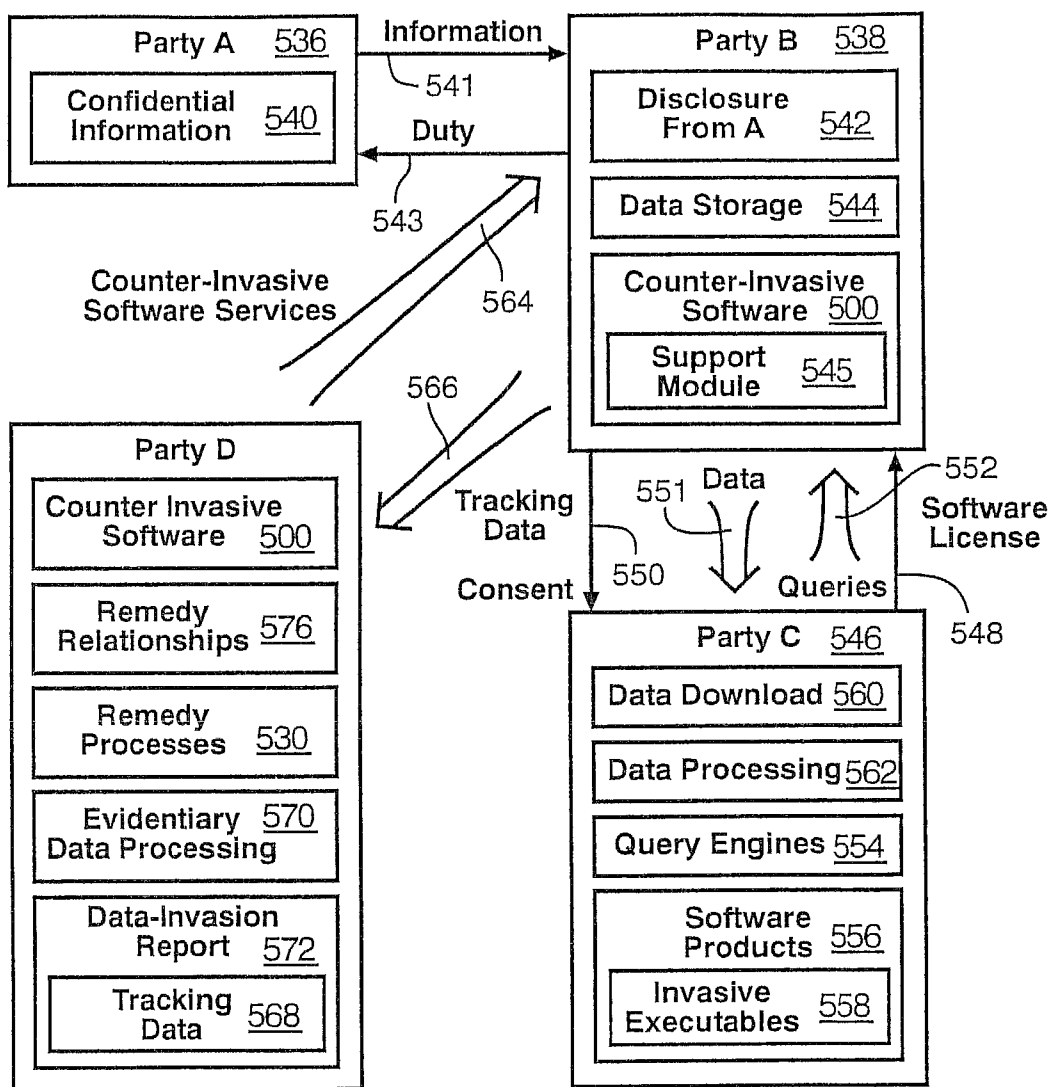 Party A 536
Confidential
Information 540
Information
541
Duty
543
Party B 538
Disclosure
From A 542
Data Storage 544
Counter-Invasive
Software 500
Support
Module 545
Counter-Invasive
Software Services
564
566
Tracking
Data
Consent
550
551
Data
552
Software
License
Queries
548
Party D
Counter Invasive
Software 500
Remedy
Relationships 576
Remedy
Processes 530
Evidentiary 570
Data Processing
Data-Invasion
Report 572
Tracking
Data 568
Party C 546
Data Download 560
Data Processing 562
Query Engines 554
Software
Products 556
Invasive
Executables 558